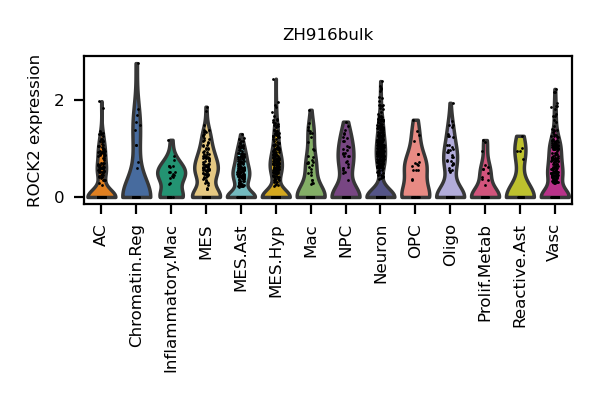 ZH916bulk
ROCK2 expression
2
0
AC
Chromatin.Reg
Inflammatory.Mac
MES
MES.Ast
MES.Hyp
Mac
NPC
Neuron
OPC
Oligo
Prolif.Metab
Reactive.Ast
Vasc